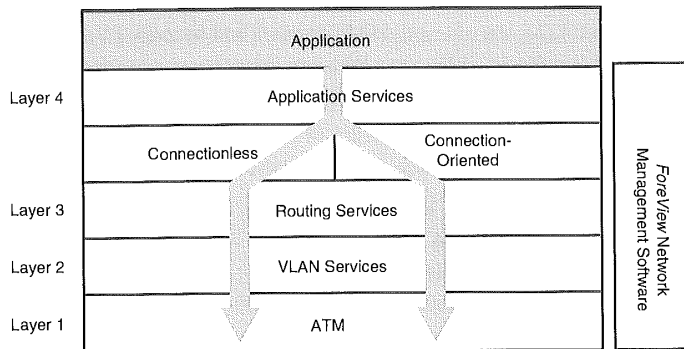 Application
Layer 4
Application Services
Connectionless
Connection-
Oriented
Layer 3
Routing Services
Layer 2
VLAN Services
Layer 1
ATM
ForeView Network
Management Software